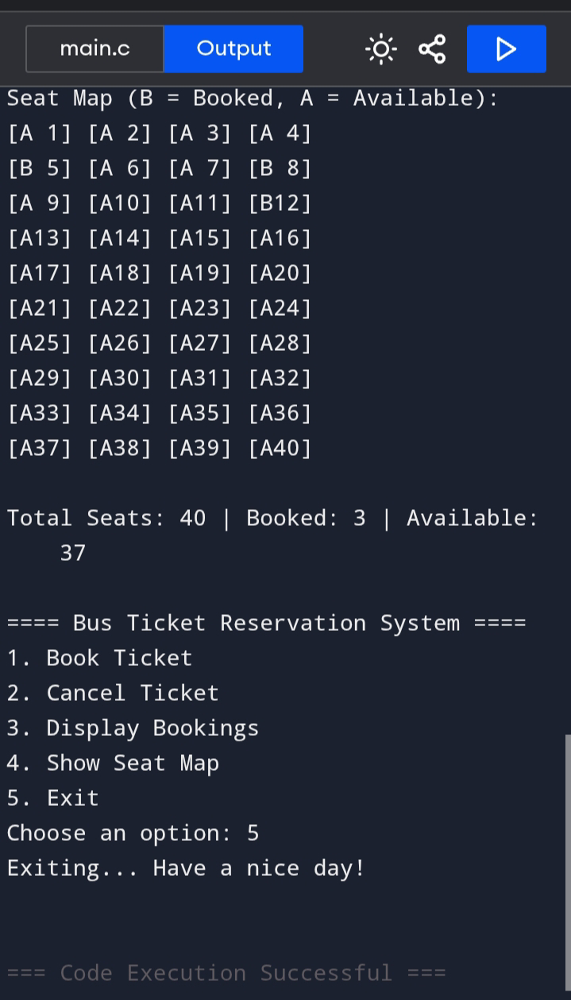 main.c Output
Seat Map (B = Booked, A = Available):
[A 1] [A 2] [A 3] [A 4]
[B 5] [A 6] [A 7] [B 8]
[A 9] [A10] [A11] [B12]
[A13] [A14] [A15] [A16]
[A17] [A18] [A19] [A20]
[A21] [A22] [A23] [A24]
[A25] [A26] [A27] [A28]
[A29] [A30] [A31] [A32]
[A33] [A34] [A35] [A36]
[A37] [A38] [A39] [A40]
Total Seats: 40 | Booked: 3 | Available:
37
==== Bus Ticket Reservation System ====
1. Book Ticket
2. Cancel Ticket
3. Display Bookings
4. Show Seat Map
5. Exit
Choose an option: 5
Exiting... Have a nice day!
=== Code Execution Successful ===